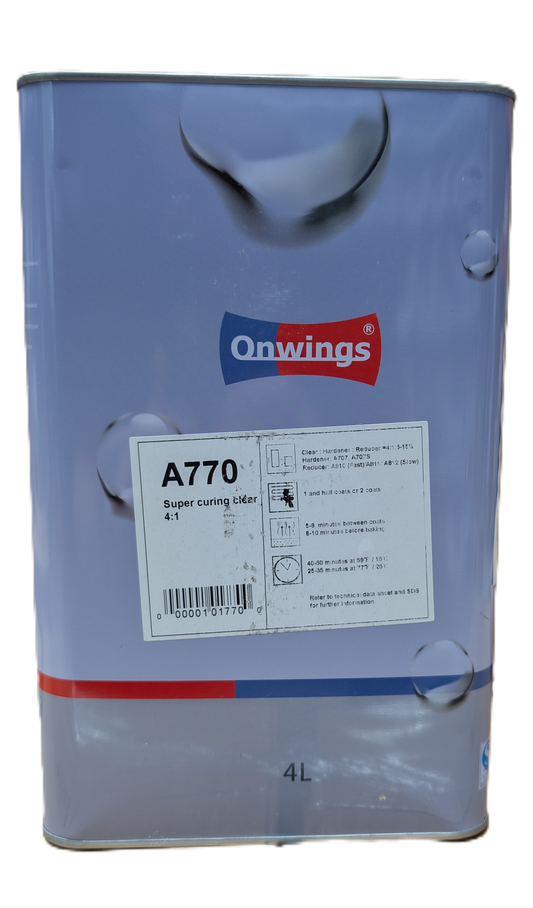 Onwings®
A770
Super curing clear
4:1
0 00001 01770 0
Clear : Hardener : Reducer =4:1:5-15%
Hardener: A707, A707S
Reducer: A810 (Fast)/A811/ A812 (Slow)
1 and half coats or 2 coats
5-8 minutes between coats
8-10 minutes before baking
minutes at 59℉ /
25-35 minutes at 77℉ /
Refer to technical data sheet and SDS
for further information
4L